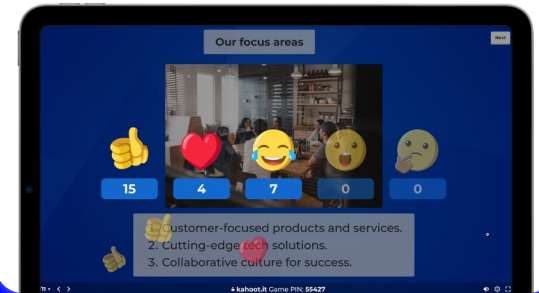 Our focus areas
Next
15 4 7 0 0
1. Customer-focused products and services.
2. Cutting-edge tech solutions.
3. Collaborative culture for success.
kahoot.it Game PIN: 55427